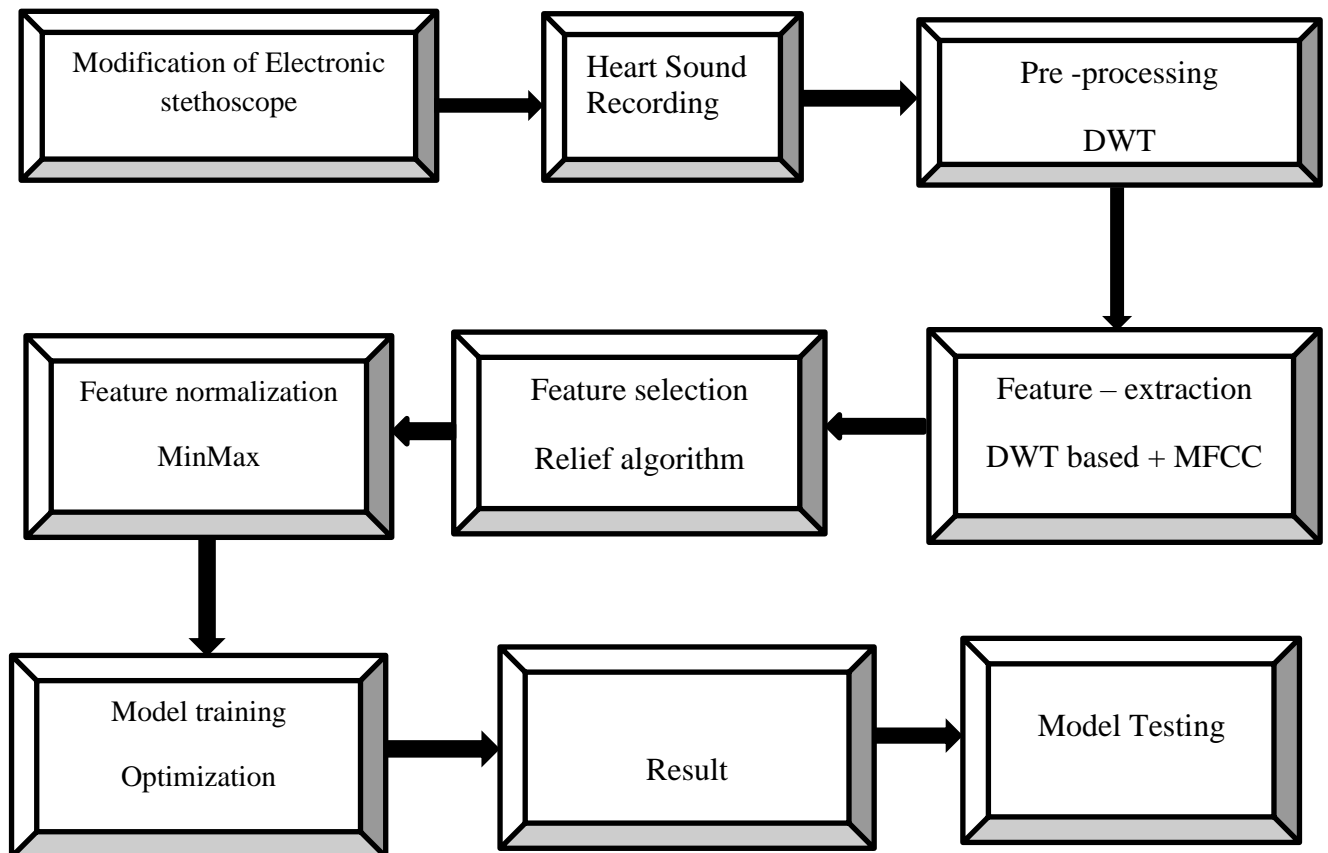 Modification of Electronic
stethoscope
Heart Sound
Recording
Pre -processing
DWT
Feature – extraction
DWT based + MFCC
Feature selection
Relief algorithm
Feature normalization
MinMax
Model training
Optimization
Result
Model Testing